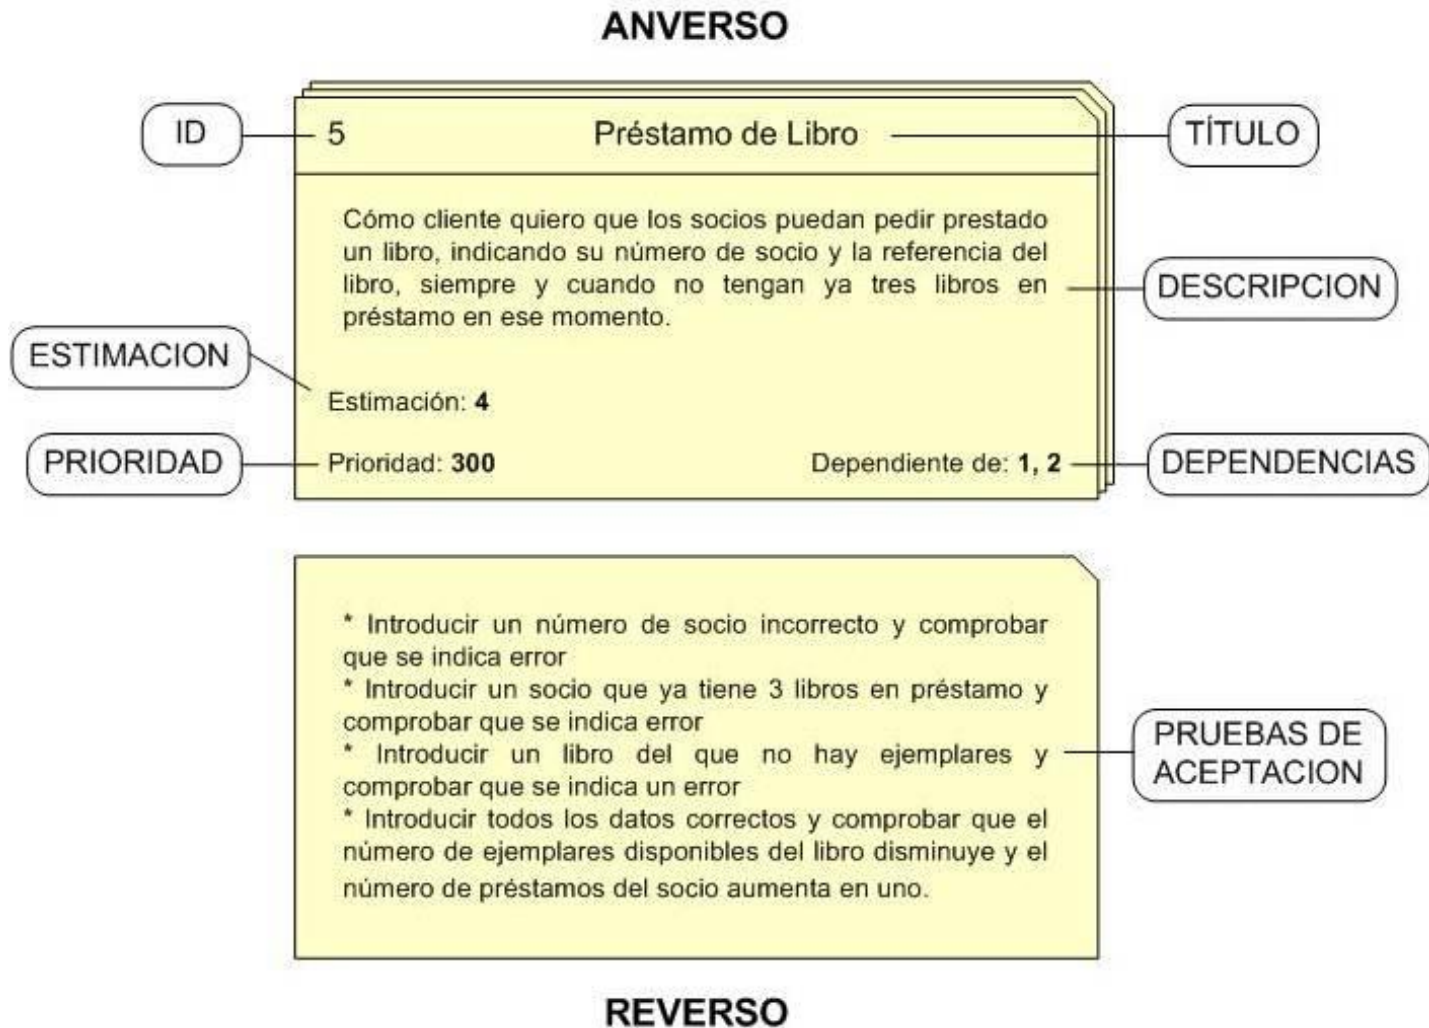 ANVERSO
ID
5
Préstamo de Libro
TÍTULO
Cómo cliente quiero que los socios puedan pedir prestado
un libro, indicando su número de socio y la referencia del
libro, siempre y cuando no tengan ya tres libros en
préstamo en ese momento.
DESCRIPCION
ESTIMACION
Estimación: 4
PRIORIDAD
Prioridad: 300
Dependiente de: 1, 2
DEPENDENCIAS
* Introducir un número de socio incorrecto y comprobar
que se indica error
* Introducir un socio que ya tiene 3 libros en préstamo y
comprobar que se indica error
* Introducir un libro del que no hay ejemplares y
comprobar que se indica un error
* Introducir todos los datos correctos y comprobar que el
número de ejemplares disponibles del libro disminuye y el
número de préstamos del socio aumenta en uno.
PRUEBAS DE
ACEPTACION
REVERSO